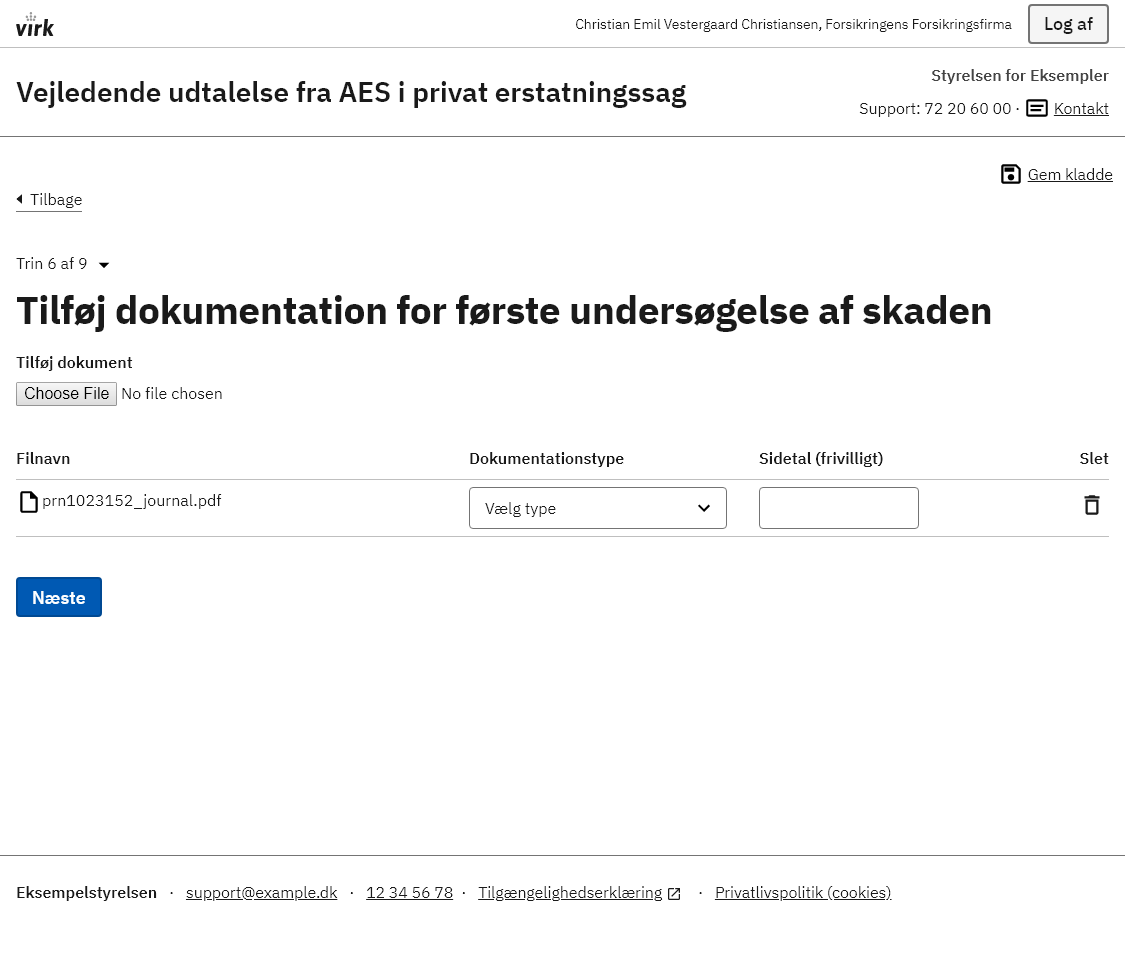 virk
Christian Emil Vestergaard Christiansen, Forsikringens Forsikringsfirma
Log af
Vejledende udtalelse fra AES i privat erstatningssag
Styrelsen for Eksempler
Support: 72 20 60 00 · Kontakt
Gem kladde
Tilbage
Trin 6 af 9
Tilføj dokumentation for første undersøgelse af skaden
Tilføj dokument
Choose File No file chosen
Filnavn Dokumentationstype Sidetal (frivilligt) Slet
prn1023152_journal.pdf Vælg type
Næste
Eksempelstyrelsen · support@example.dk · 12 34 56 78 · Tilgængelighedserklæring · Privatlivspolitik (cookies)